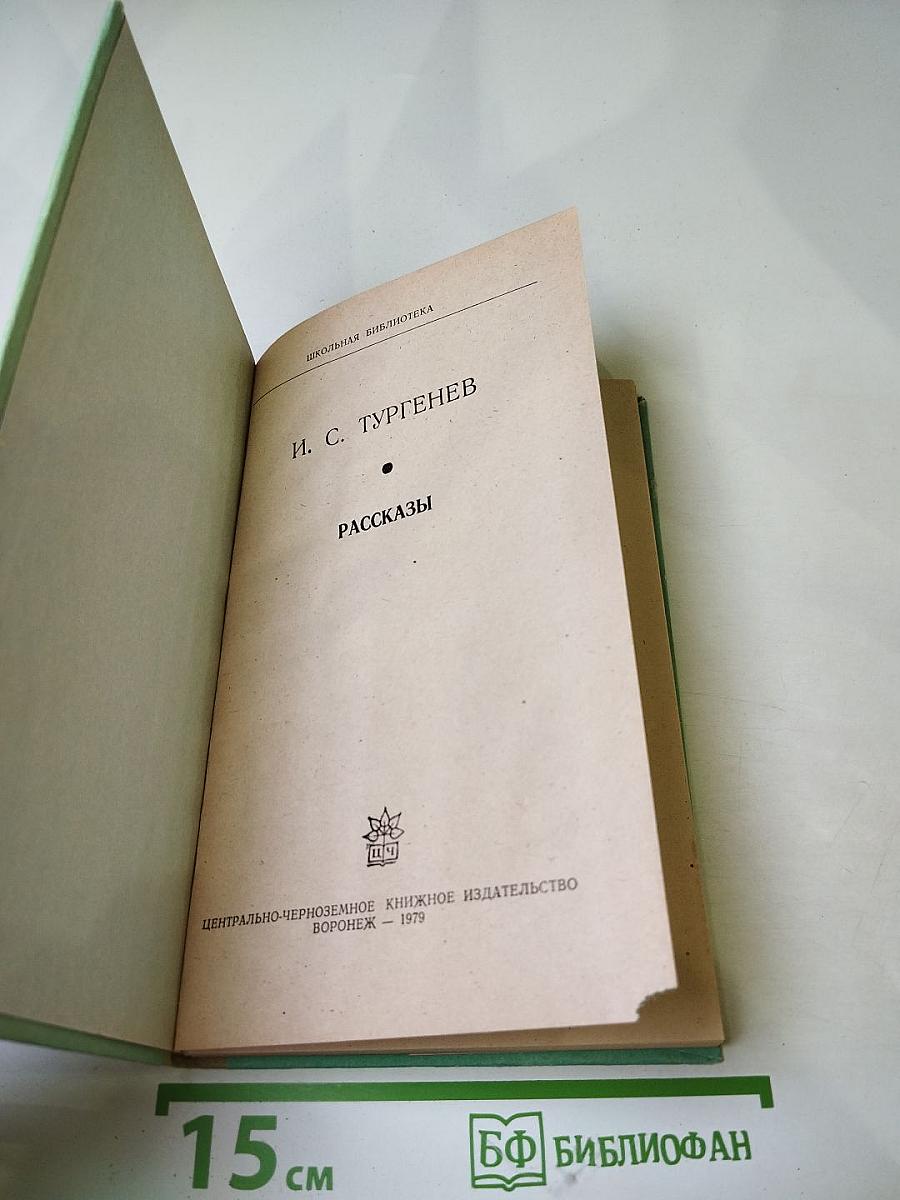 ШКОЛЬНАЯ БИБЛИОТЕКА
И. С. ТУРГЕНЕВ
РАССКАЗЫ
ЦЧ
ЦЕНТРАЛЬНО-ЧЕРНОЗЕМНОЕ КНИЖНОЕ ИЗДАТЕЛЬСТВО
ВОРОНЕЖ — 1979
15 см
БФ БИБЛИОФАН